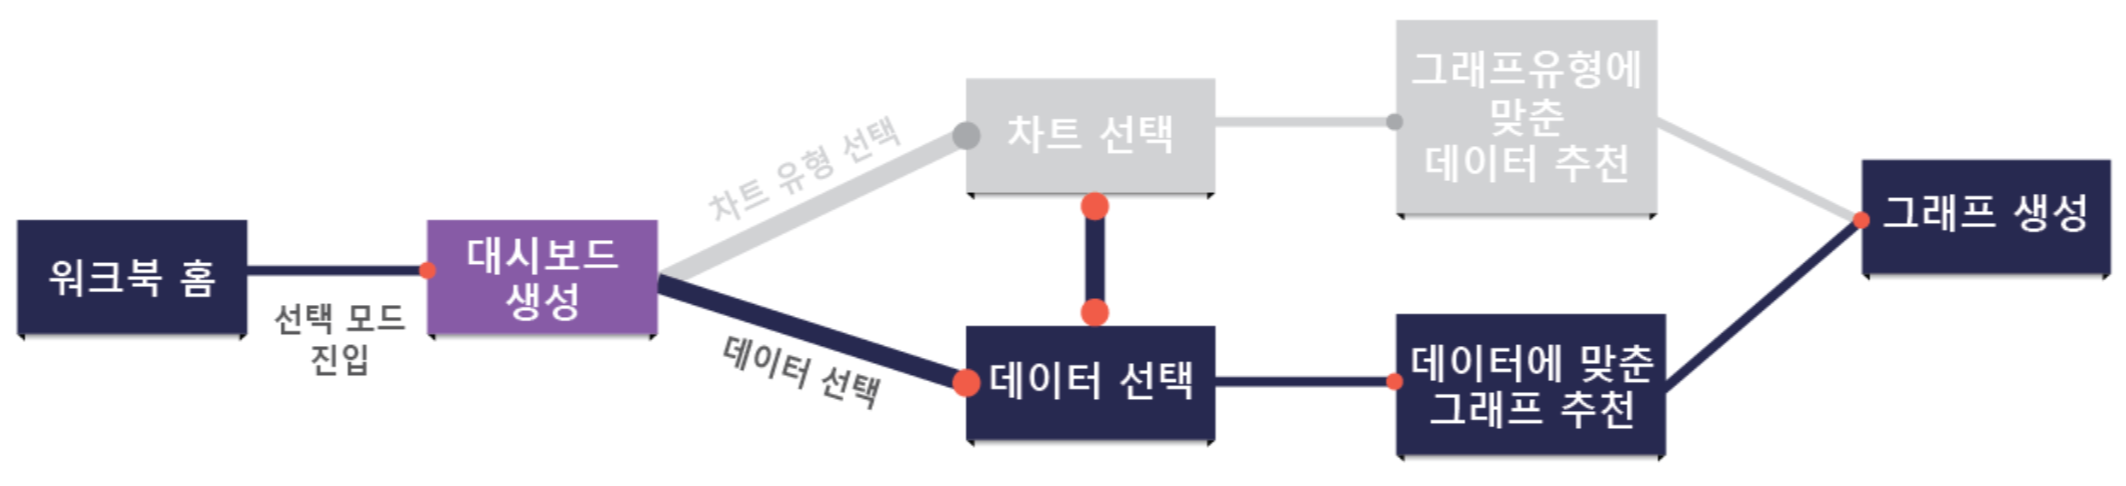 워크북 홈
선택 모드
진입
대시보드
생성
차트 유형 선택
데이터 선택
차트 선택
데이터 선택
그래프유형에
맞춘
데이터 추천
데이터에 맞춘
그래프 추천
그래프 생성